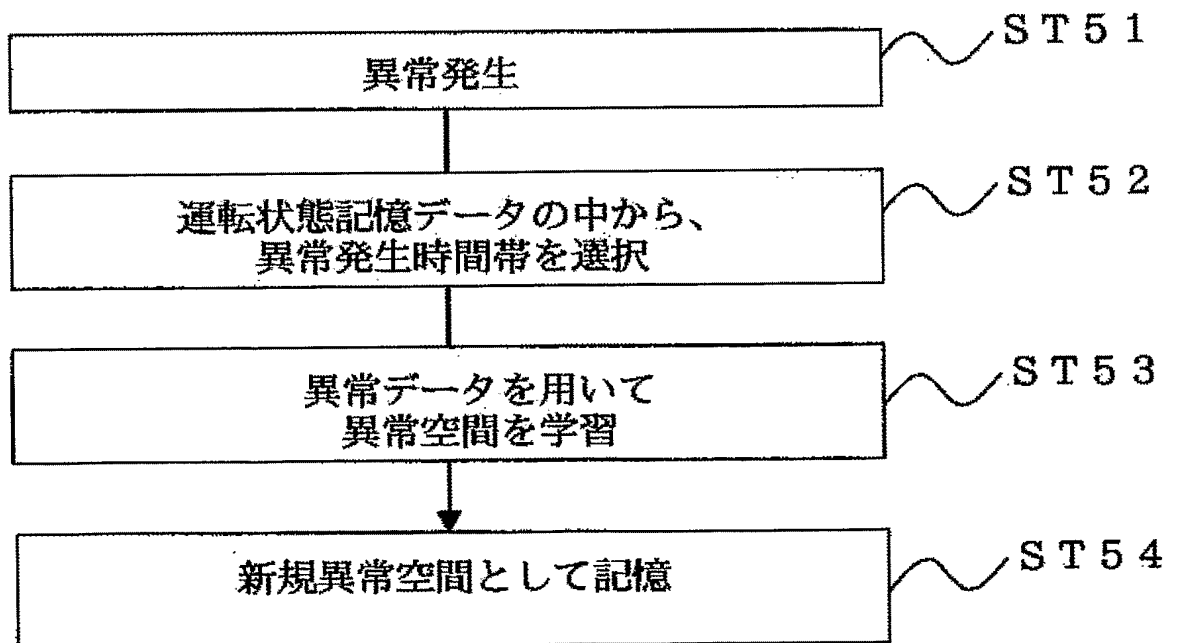 異常発生
ST51
運転状態記憶データの中から、
異常発生時間帯を選択
ST52
異常データを用いて
異常空間を学習
ST53
新規異常空間として記憶
ST54